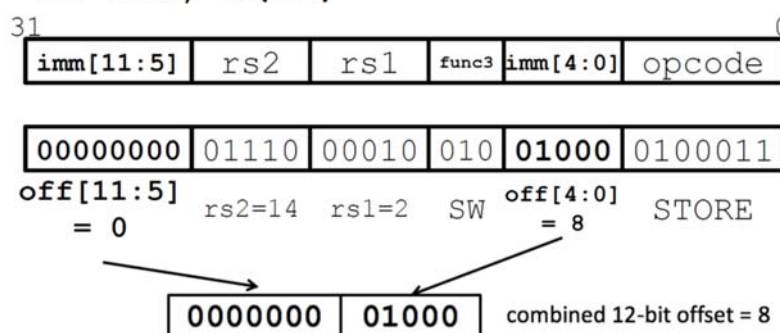 31 0
imm[11:5] rs2 rs1 func3 imm[4:0] opcode
00000000 01110 00010 010 01000 0100011
off[11:5] = 0 rs2=14 rs1=2 SW off[4:0] = 8 STORE
0000000 01000 combined 12-bit offset = 8